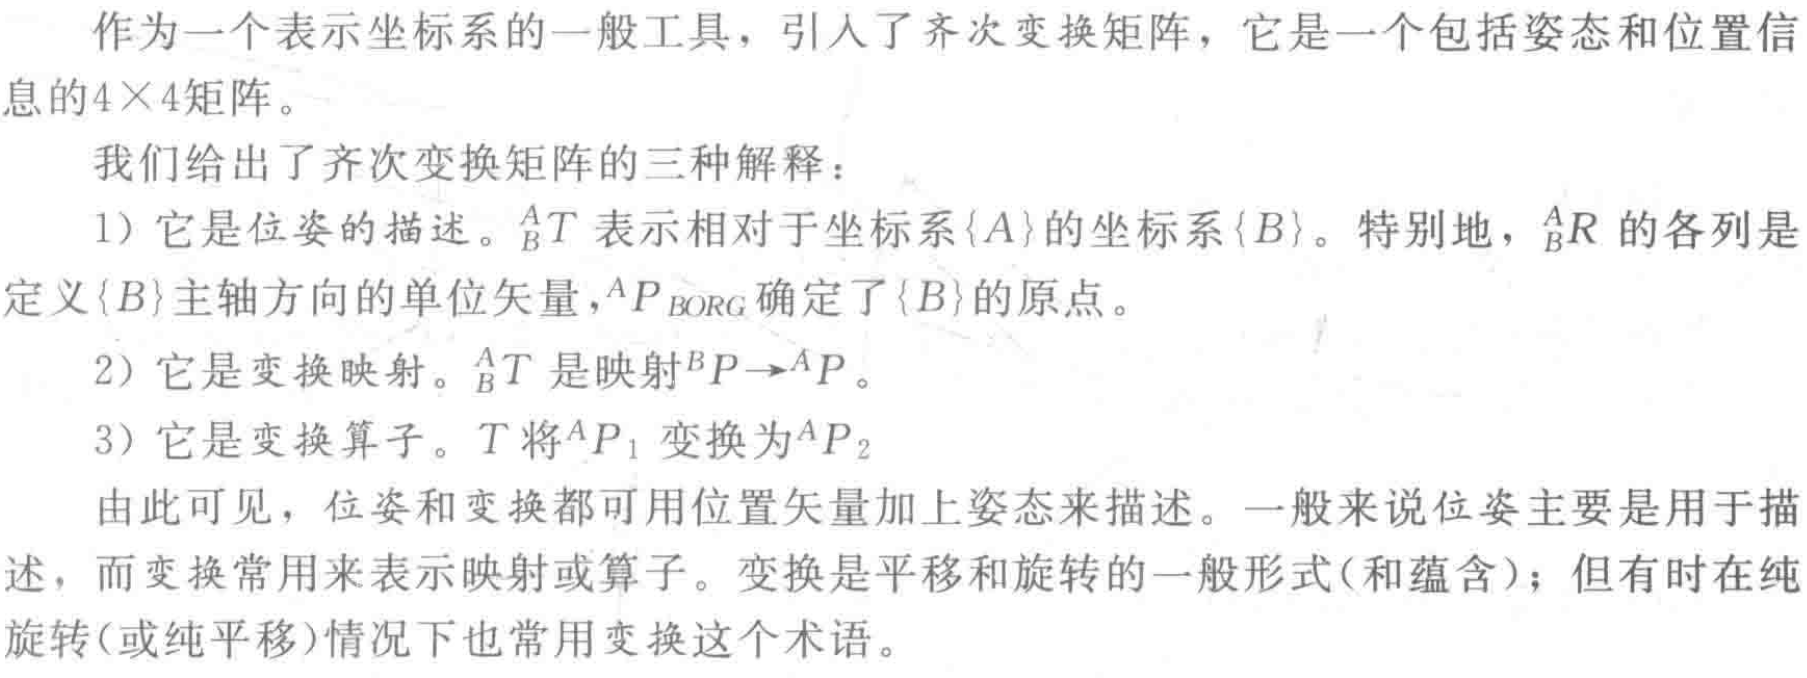 作为一个表示坐标系的一般工具，引入了齐次变换矩阵，它是一个包括姿态和位置信
息的4×4矩阵。
我们给出了齐次变换矩阵的三种解释：
1) 它是位姿的描述。$^A_BT$ 表示相对于坐标系{A}的坐标系{B}。特别地，$^A_BR$ 的各列是
定义{B}主轴方向的单位矢量，$^AP_{BORG}$确定了{B}的原点。
2) 它是变换映射。$^A_BT$ 是映射$^BP→^AP$。
3) 它是变换算子。T将$^AP_1$ 变换为$^AP_2$
由此可见，位姿和变换都可用位置矢量加上姿态来描述。一般来说位姿主要是用于描
述，而变换常用来表示映射或算子。变换是平移和旋转的一般形式(和蕴含)；但有时在纯
旋转(或纯平移)情况下也常用变换这个术语。